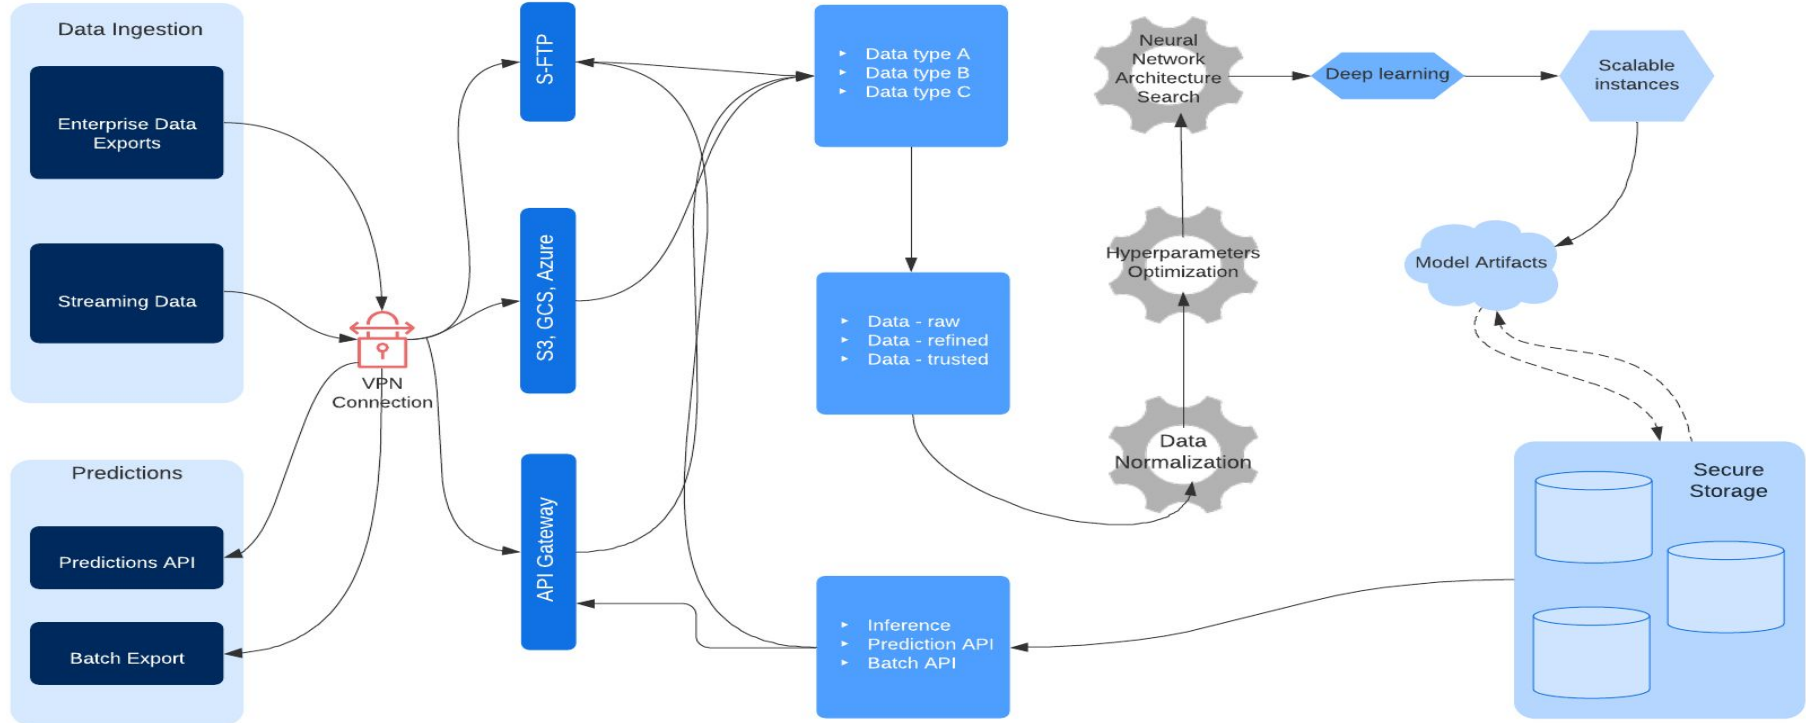 Data Ingestion
Enterprise Data
Exports
Streaming Data
VPN
Connection
Predictions
Predictions API
Batch Export
S-FTP
S3, GCS, Azure
API Gateway
Data type A
Data type B
Data type C
Data - raw
Data - refined
Data - trusted
Inference
Prediction API
Batch API
Neural
Network
Architecture
Search
Hyperparameters
Optimization
Data
Normalization
Deep learning
Scalable
instances
Model Artifacts
Secure
Storage